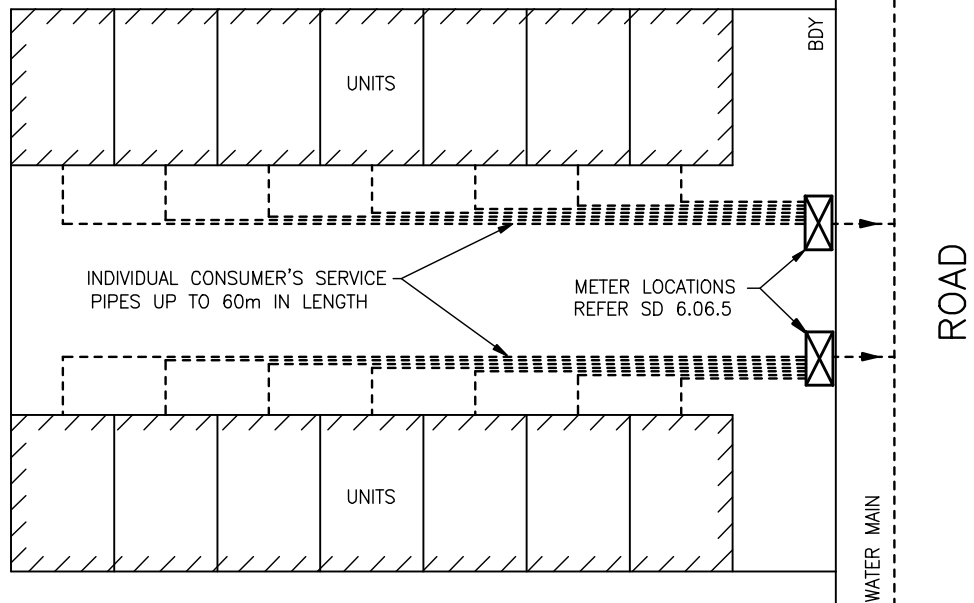 BDY
UNITS
INDIVIDUAL CONSUMER'S SERVICE
PIPES UP TO 60m IN LENGTH
METER LOCATIONS
REFER SD 6.06.5
ROAD
UNITS
WATER MAIN